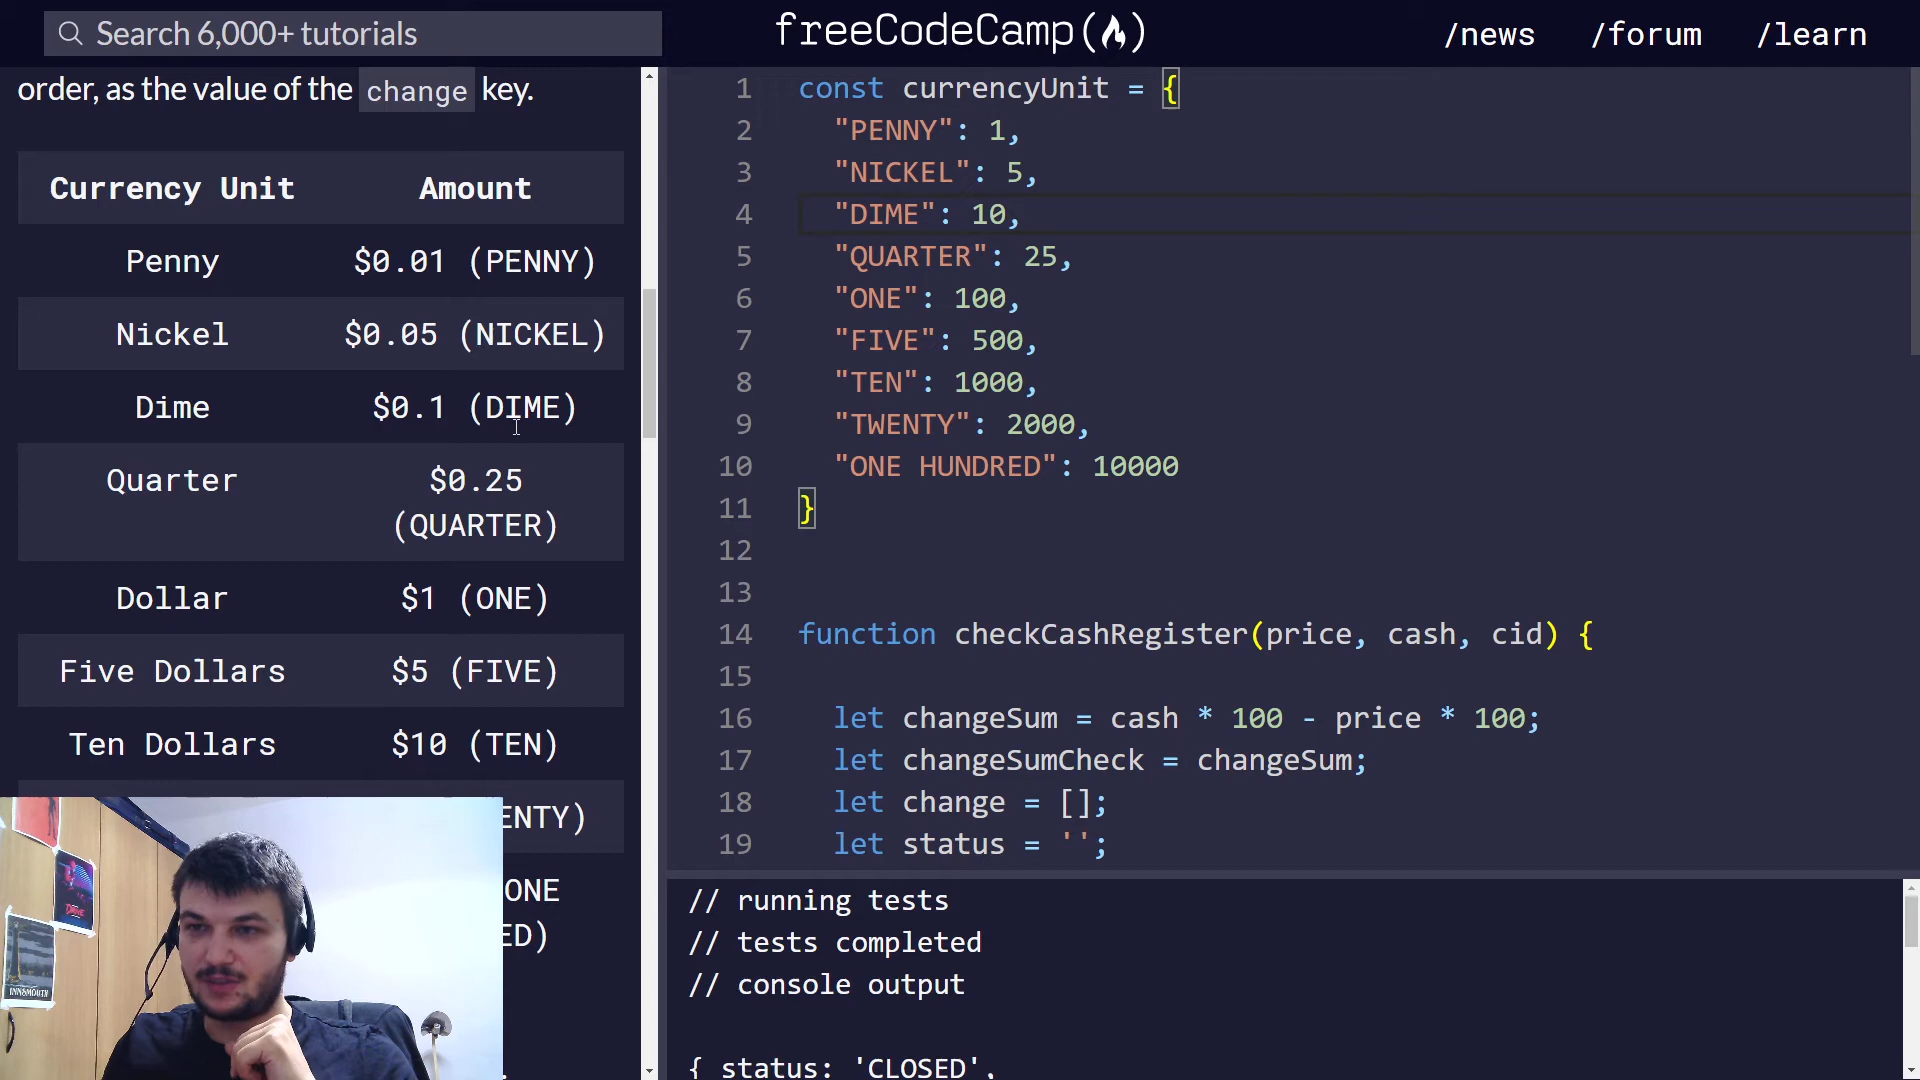 Search 6,000+ tutorials
freeCodeCamp
/news /forum /learn
order, as the value of the change key.
Currency Unit Amount
Penny $0.01 (PENNY)
Nickel $0.05 (NICKEL)
Dime $0.1 (DIME)
Quarter $0.25
(QUARTER)
Dollar $1 (ONE)
Five Dollars $5 (FIVE)
Ten Dollars $10 (TEN)
ENTY)
ONE
ED)
INNSMOUTH
1 const currencyUnit = {
2 "PENNY": 1,
3 "NICKEL": 5,
4 "DIME": 10,
5 "QUARTER": 25,
6 "ONE": 100,
7 "FIVE": 500,
8 "TEN": 1000,
9 "TWENTY": 2000,
10 "ONE HUNDRED": 10000
11 }
12
13
14 function checkCashRegister(price, cash, cid) {
15
16 let changeSum = cash * 100 - price * 100;
17 let changeSumCheck = changeSum;
18 let change = [];
19 let status = '';
// running tests
// tests completed
// console output
{ status: 'CLOSED',